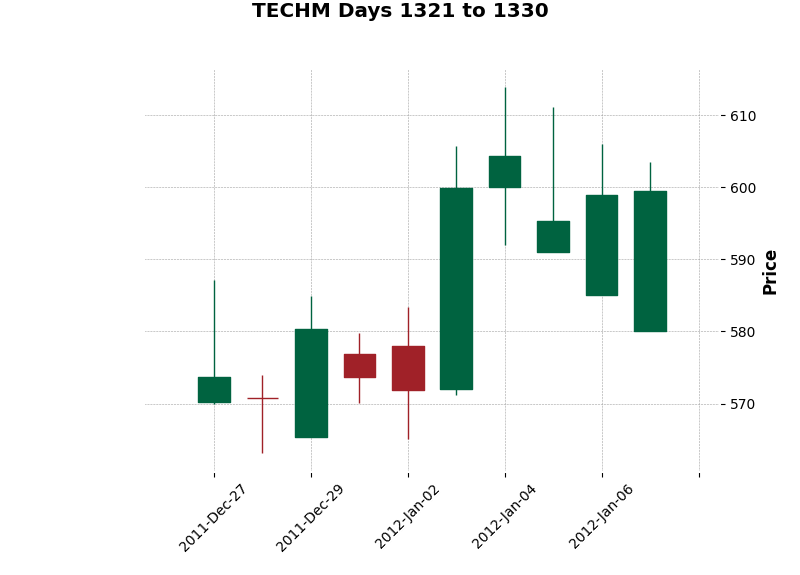 TECHM Days 1321 to 1330
610
600
590
580
570
Price
2011-Dec-27
2011-Dec-29
2012-Jan-02
2012-Jan-04
2012-Jan-06